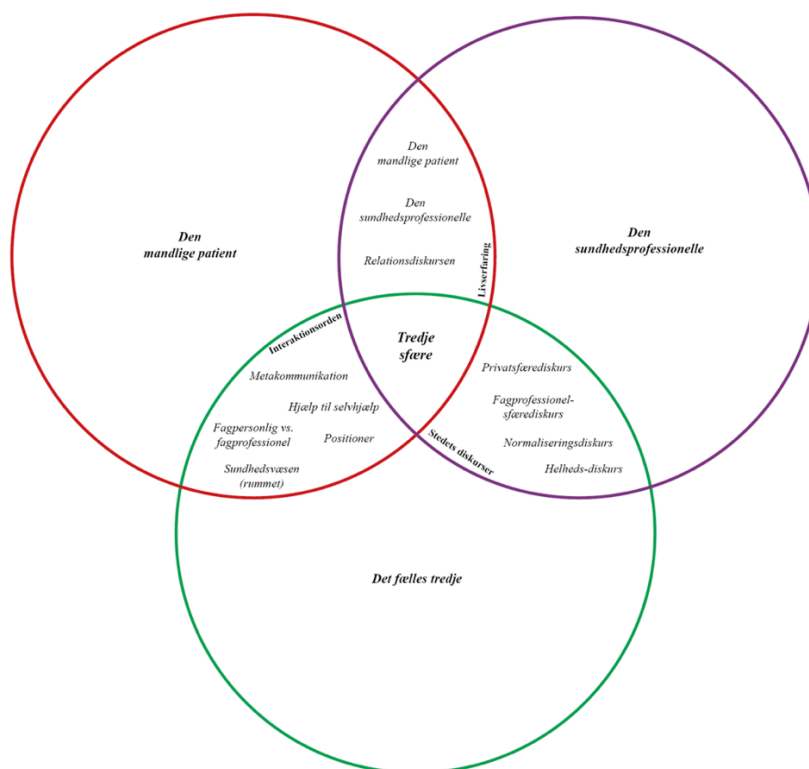 Den
mandlige patient
Den
sundhedsprofessionelle
Relationsdiskursen
Livserfaring
Den
mandlige patient
Den
sundhedsprofessionelle
Interaktionsorden
Tredje
sfære
Metakommunikation
Hjælp til selvhjælp
Fagpersonlig vs.
fagprofessionel
Positioner
Sundhedsvæsen
(rummet)
Privatsfærediskurs
Fagprofessionel-
sfærediskurs
Normaliseringsdiskurs
Helheds-diskurs
Stedets diskurser
Det fælles tredje